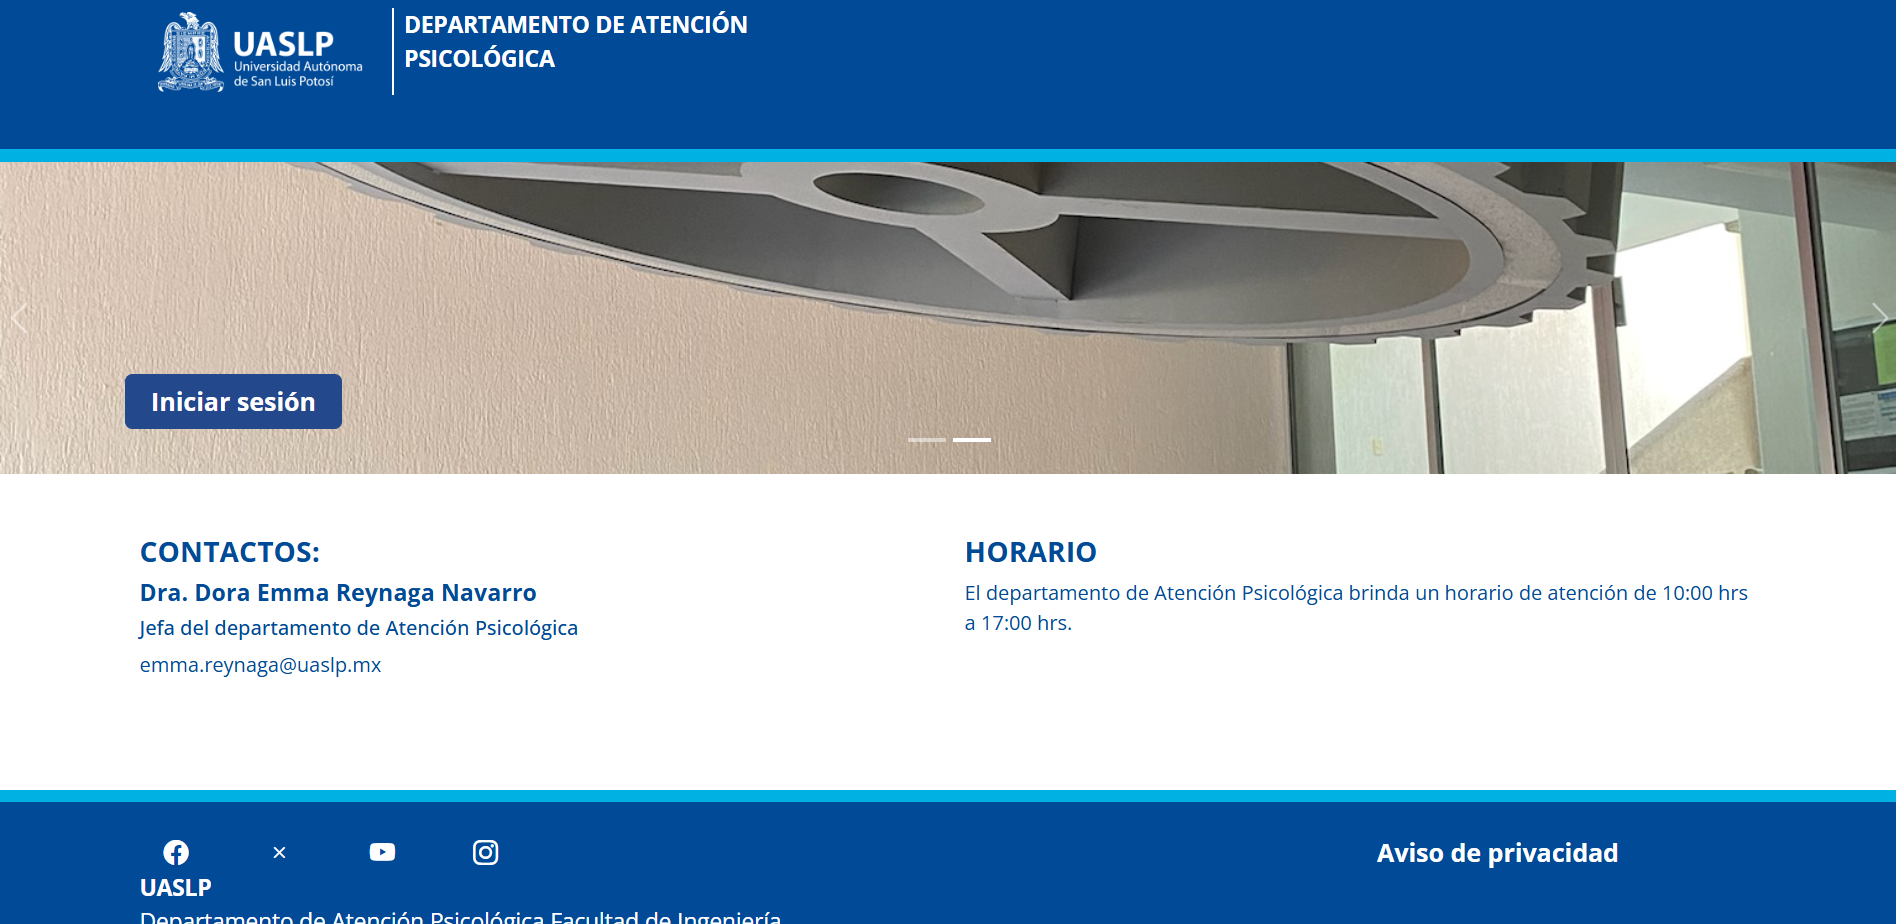 UASLP
Universidad Autónoma
de San Luis Potosí
DEPARTAMENTO DE ATENCIÓN
PSICOLÓGICA
Iniciar sesión
CONTACTOS:
Dra. Dora Emma Reynaga Navarro
Jefa del departamento de Atención Psicológica
emma.reynaga@uaslp.mx
HORARIO
El departamento de Atención Psicológica brinda un horario de atención de 10:00 hrs
a 17:00 hrs.
Aviso de privacidad
UASLP
Departamento de Atención Psicológica Facultad de Ingeniería